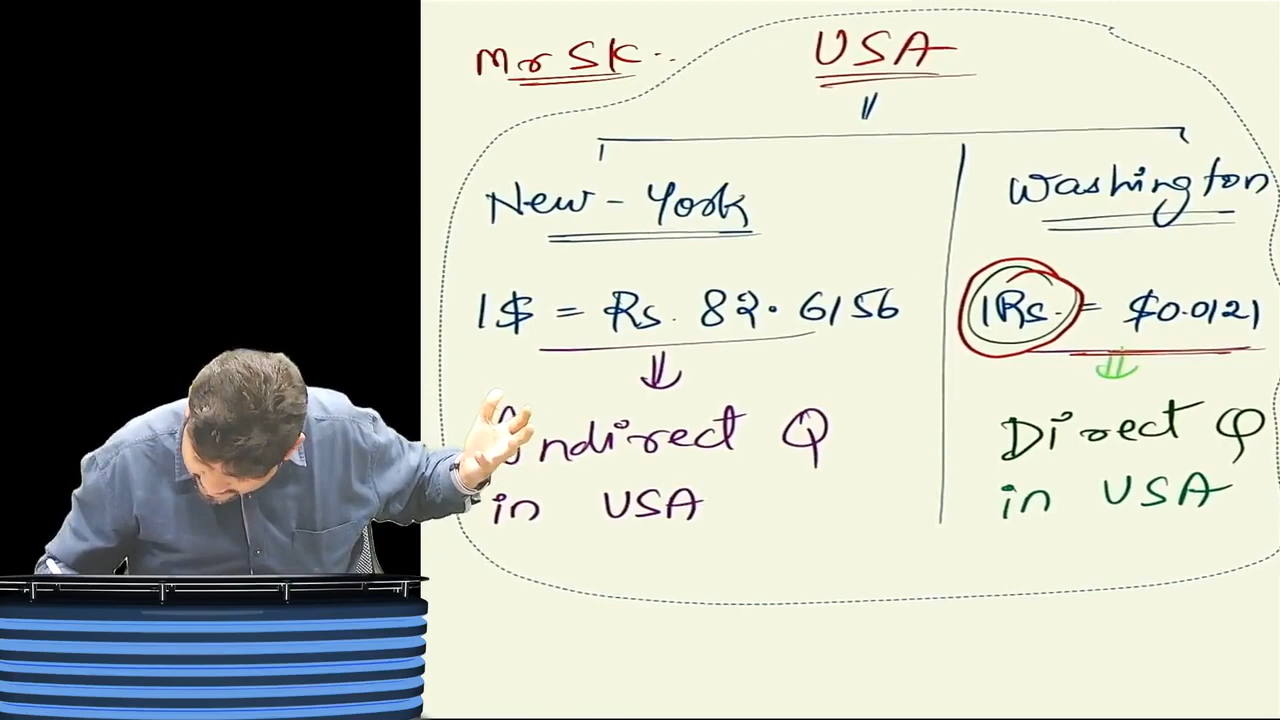 Mr SK.
USA
New-York
1$ = Rs. 82.6156
Indirect Q
in USA
Washington
1Rs. = $0.0121
Direct Q
in USA